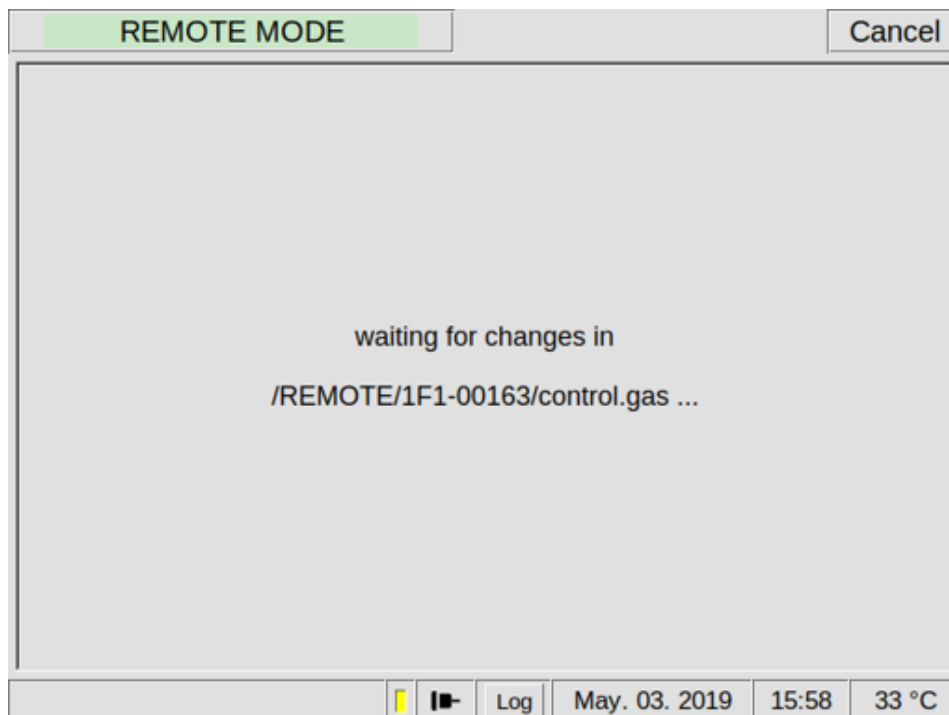 REMOTE MODE Cancel
waiting for changes in
/REMOTE/1F1-00163/control.gas ...
Log May. 03. 2019 15:58 33 °C